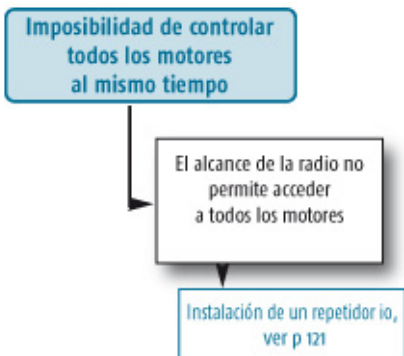 Imposibilidad de controlar
todos los motores
al mismo tiempo
El alcance de la radio no
permite acceder
a todos los motores
Instalación de un repetidor io,
ver p 121